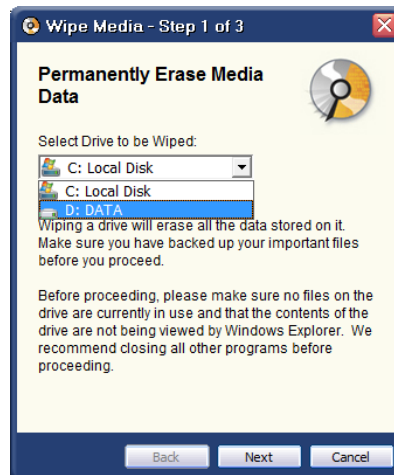 Wipe Media - Step 1 of 3
Permanently Erase Media
Data
Select Drive to be Wiped:
C: Local Disk
C: Local Disk
D: DATA
Wiping a drive will erase all the data stored on it.
Make sure you have backed up your important files
before you proceed.
Before proceeding, please make sure no files on the
drive are currently in use and that the contents of the
drive are not being viewed by Windows Explorer. We
recommend closing all other programs before
proceeding.
Back Next Cancel